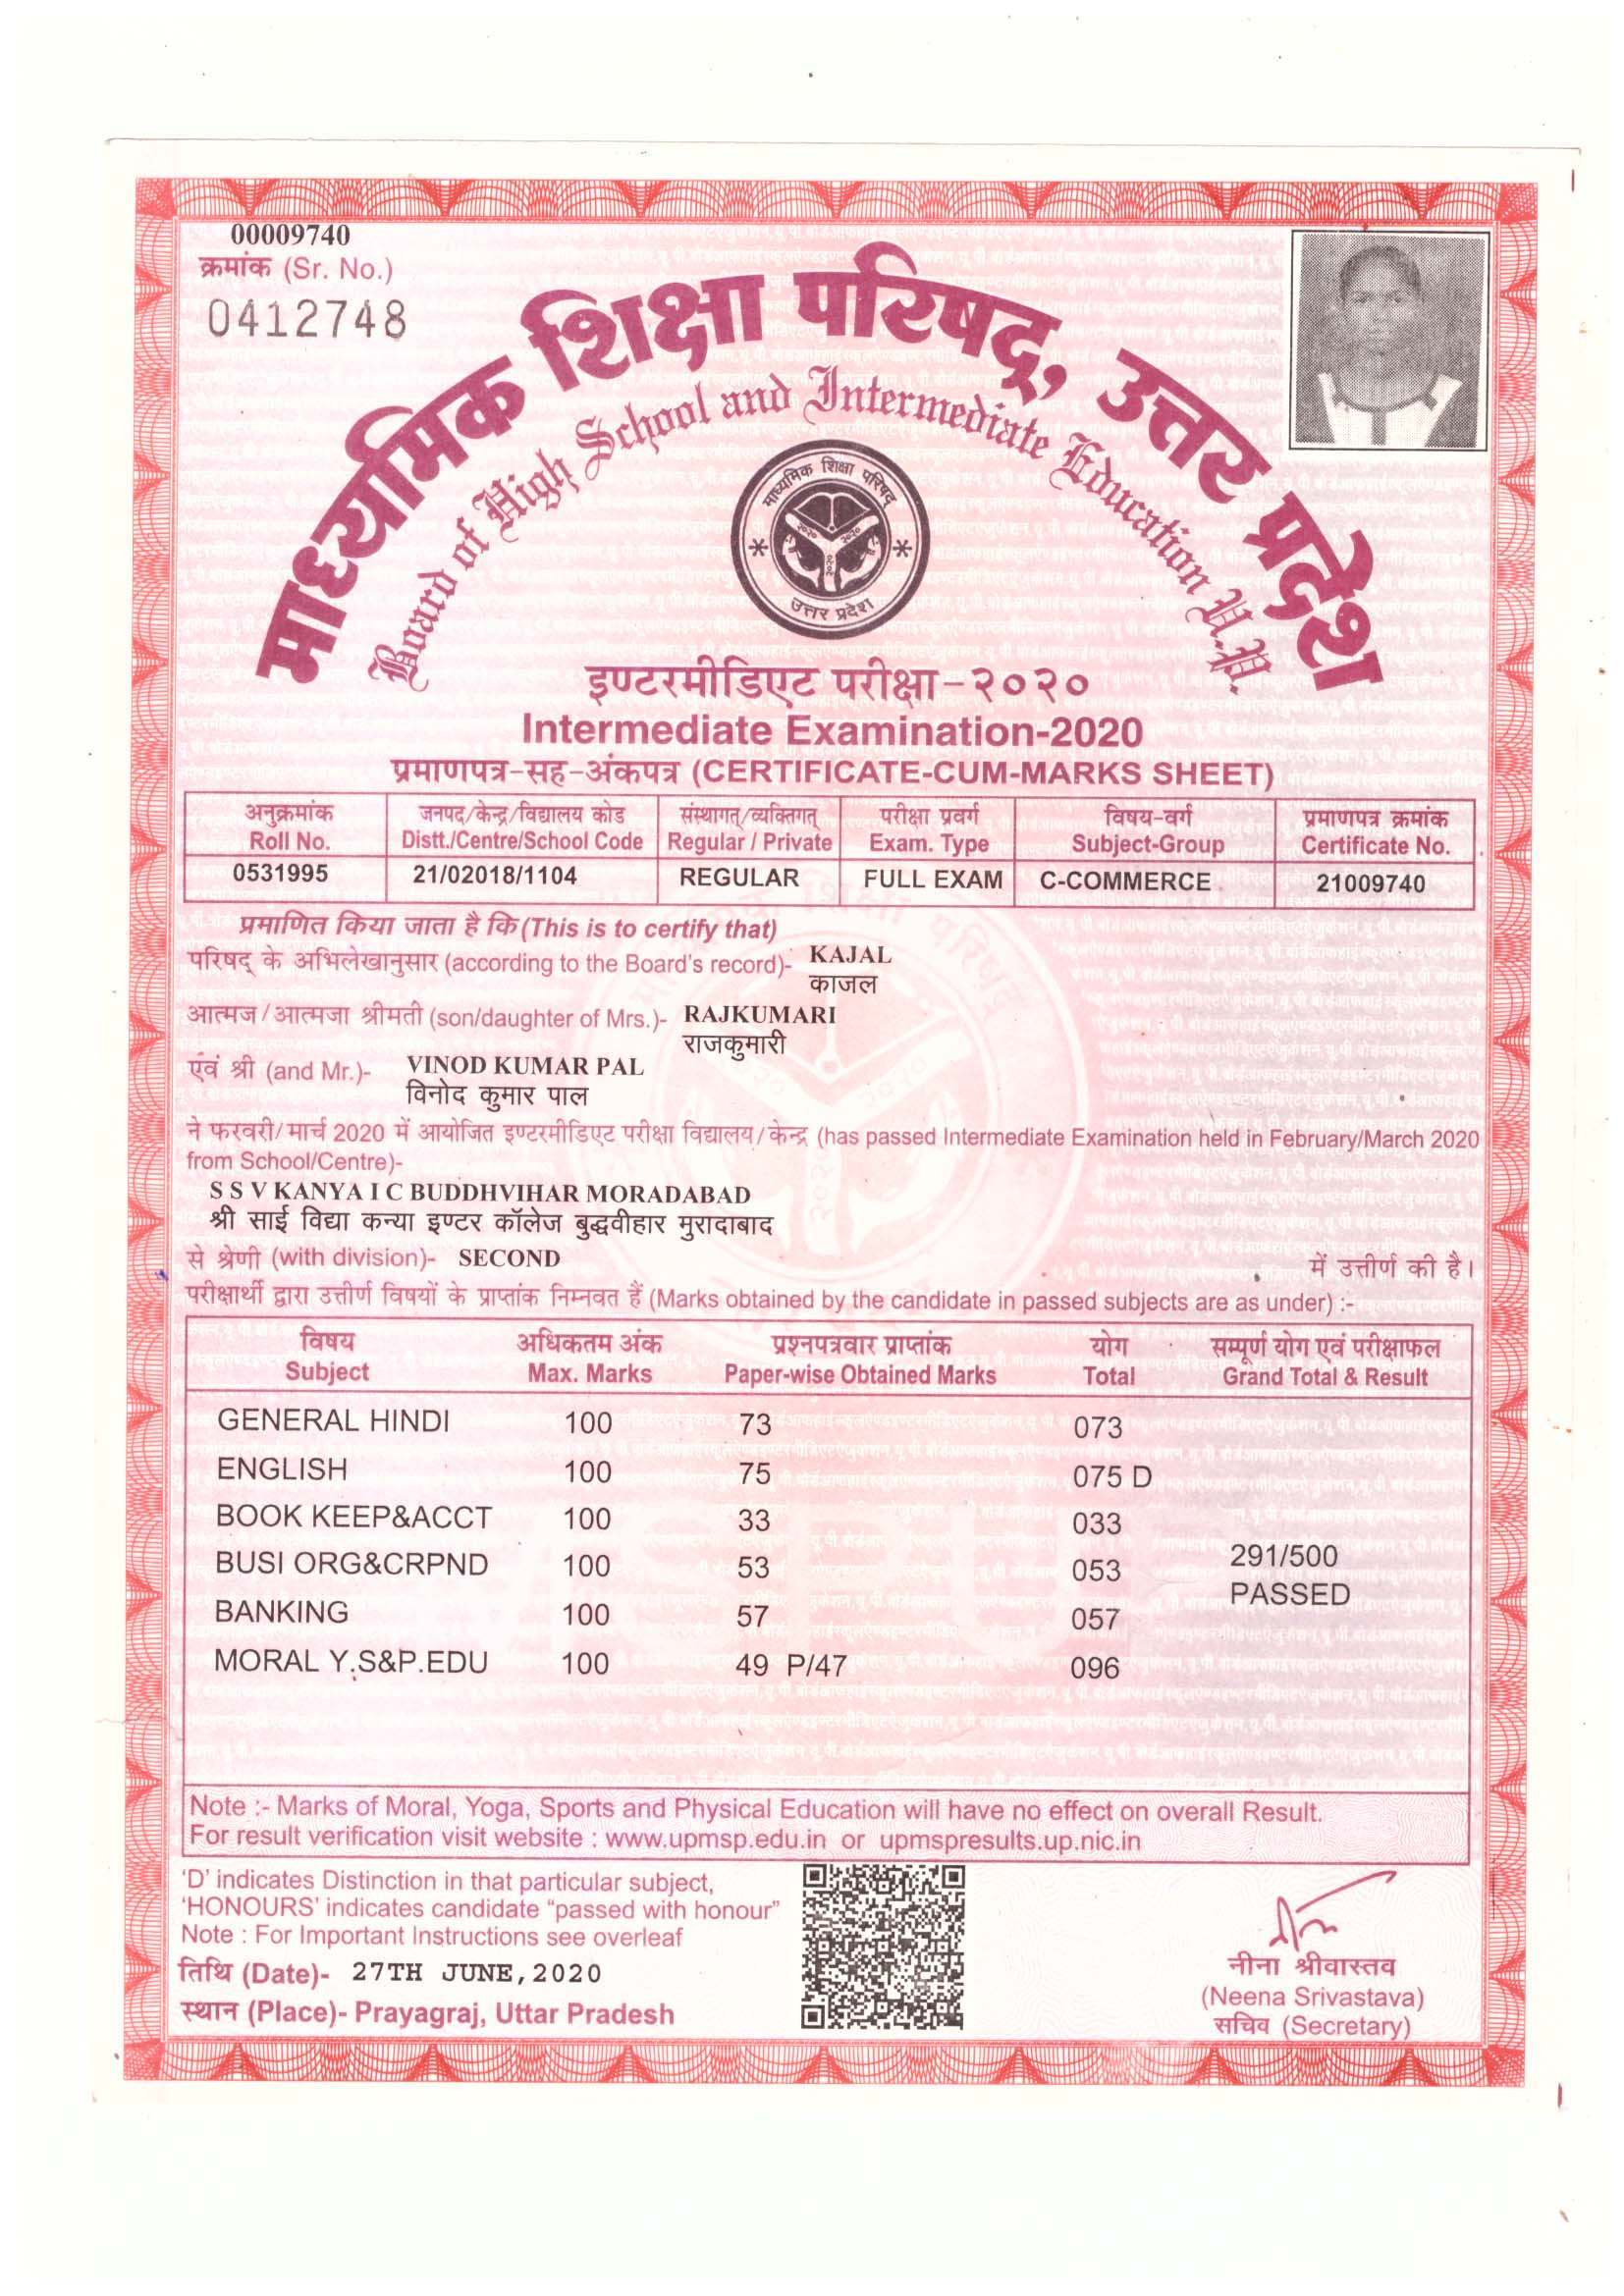 00009740
क्रमांक (Sr. No.)
0412748
माध्यमिक शिक्षा परिषद्, उत्तर प्रदेश
Board of High School and Intermediate Education U.P.
माध्यमिक शिक्षा परिषद्
उत्तर प्रदेश
इण्टरमीडिएट परीक्षा-२०२०
Intermediate Examination-2020
प्रमाणपत्र-सह-अंकपत्र (CERTIFICATE-CUM-MARKS SHEET)
अनुक्रमांक जनपद/केन्द्र/विद्यालय कोड संस्थागत्/व्यक्तिगत् परीक्षा प्रवर्ग विषय-वर्ग प्रमाणपत्र क्रमांक
Roll No. Distt./Centre/School Code Regular / Private Exam. Type Subject-Group Certificate No.
0531995 21/02018/1104 REGULAR FULL EXAM C-COMMERCE 21009740
प्रमाणित किया जाता है कि (This is to certify that)
परिषद् के अभिलेखानुसार (according to the Board's record)- KAJAL
काजल
आत्मज/आत्मजा श्रीमती (son/daughter of Mrs.)- RAJKUMARI
राजकुमारी
एवं श्री (and Mr.)- VINOD KUMAR PAL
विनोद कुमार पाल
ने फरवरी/मार्च 2020 में आयोजित इण्टरमीडिएट परीक्षा विद्यालय/केन्द्र (has passed Intermediate Examination held in February/March 2020
from School/Centre)-
S S V KANYA I C BUDDHVIHAR MORADABAD
श्री साई विद्या कन्या इण्टर कॉलेज बुद्धवीहार मुरादाबाद
से श्रेणी (with division)- SECOND में उत्तीर्ण की है।
परीक्षार्थी द्वारा उत्तीर्ण विषयों के प्राप्तांक निम्नवत हैं (Marks obtained by the candidate in passed subjects are as under) :-
विषय अधिकतम अंक प्रश्नपत्रवार प्राप्तांक योग सम्पूर्ण योग एवं परीक्षाफल
Subject Max. Marks Paper-wise Obtained Marks Total Grand Total & Result
GENERAL HINDI 100 73 073
ENGLISH 100 75 075 D
BOOK KEEP&ACCT 100 33 033
BUSI ORG&CRPND 100 53 053 291/500
PASSED
BANKING 100 57 057
MORAL Y.S&P.EDU 100 49 P/47 096
Note :- Marks of Moral, Yoga, Sports and Physical Education will have no effect on overall Result.
For result verification visit website : www.upmsp.edu.in or upmspresults.up.nic.in
'D' indicates Distinction in that particular subject,
'HONOURS' indicates candidate "passed with honour"
Note : For Important Instructions see overleaf
तिथि (Date)- 27TH JUNE,2020
स्थान (Place)- Prayagraj, Uttar Pradesh
नीना श्रीवास्तव
(Neena Srivastava)
सचिव (Secretary)